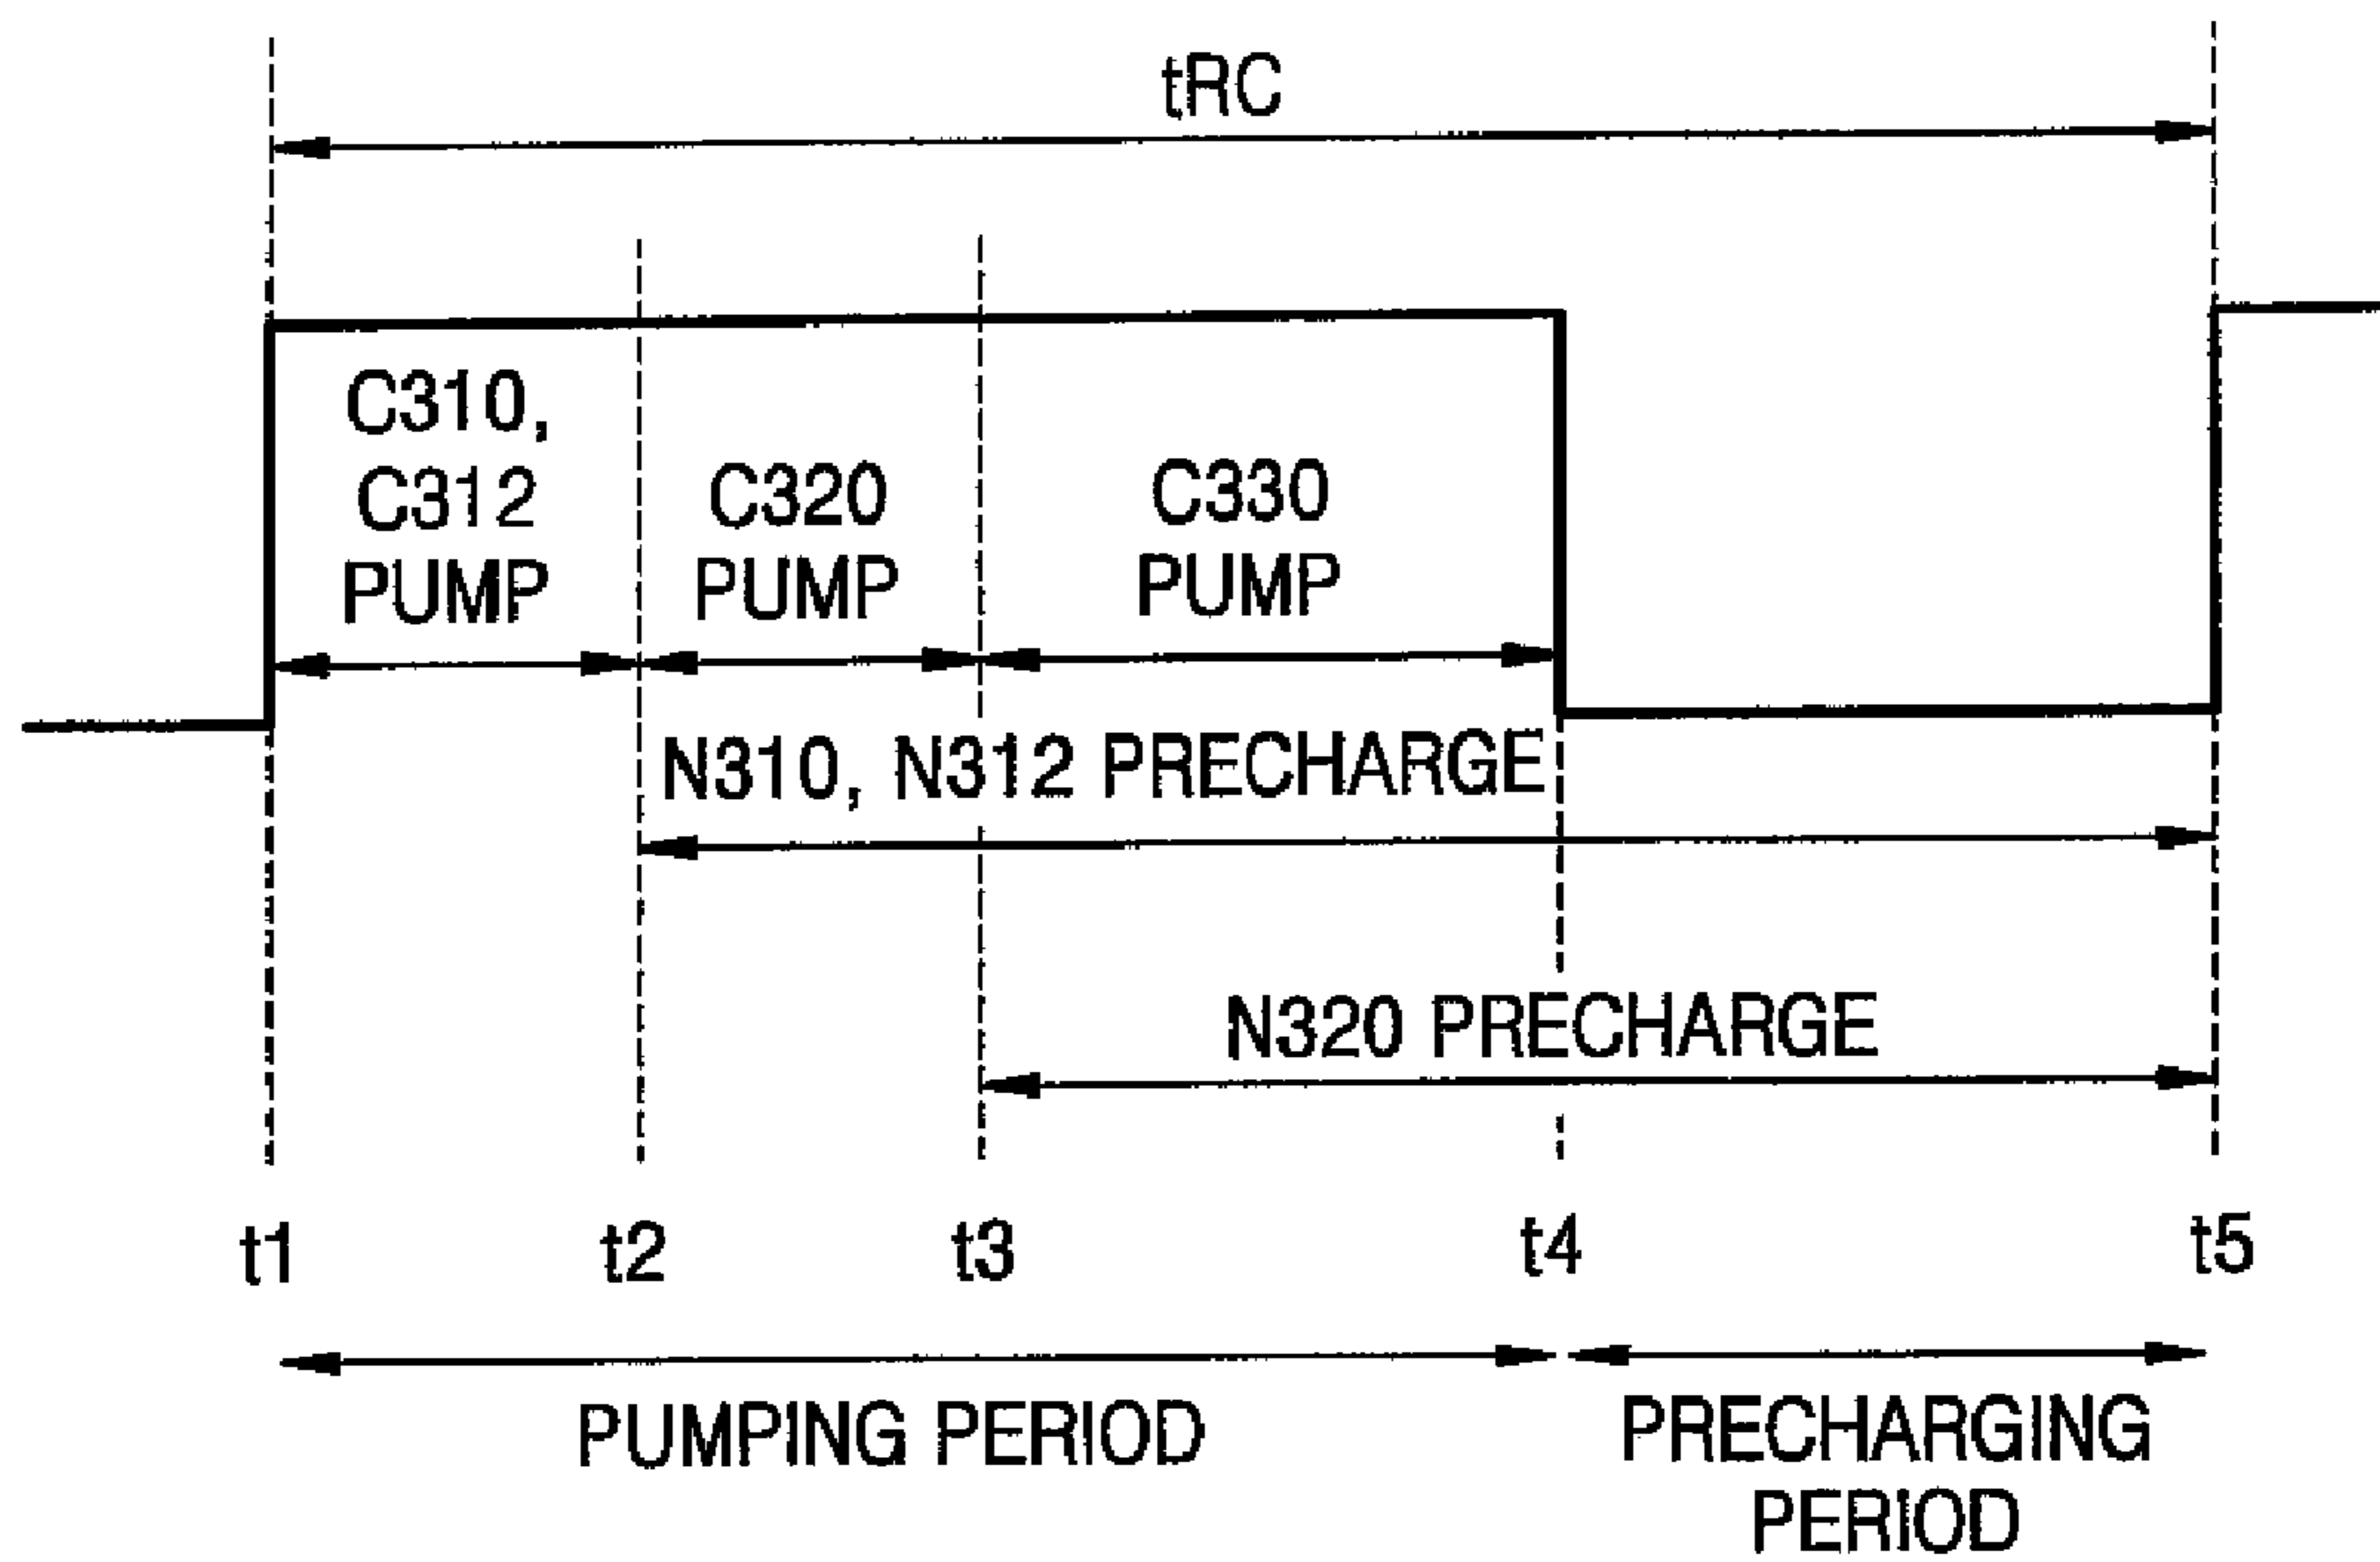 tRC
C310,
C312
PUMP
C320
PUMP
C330
PUMP
N310, N312 PRECHARGE
N320 PRECHARGE
t1 t2 t3 t4 t5
PUMPING PERIOD
PRECHARGING
PERIOD